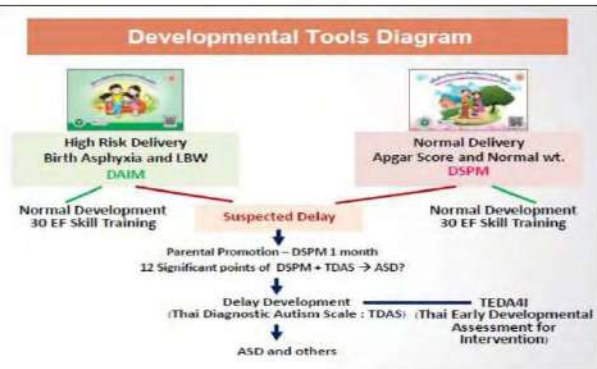 Developmental Tools Diagram
High Risk Delivery
Birth Asphyxia and LBW
DAIM
Normal Delivery
Apgar Score and Normal wt.
DSPM
Normal Development
30 EF Skill Training
Suspected Delay
Normal Development
30 EF Skill Training
Parental Promotion – DSPM 1 month
12 Significant points of DSPM + TDAS → ASD?
Delay Development
(Thai Diagnostic Autism Scale : TDAS)
TEDA4I
(Thai Early Developmental
Assessment for
Intervention)
ASD and others